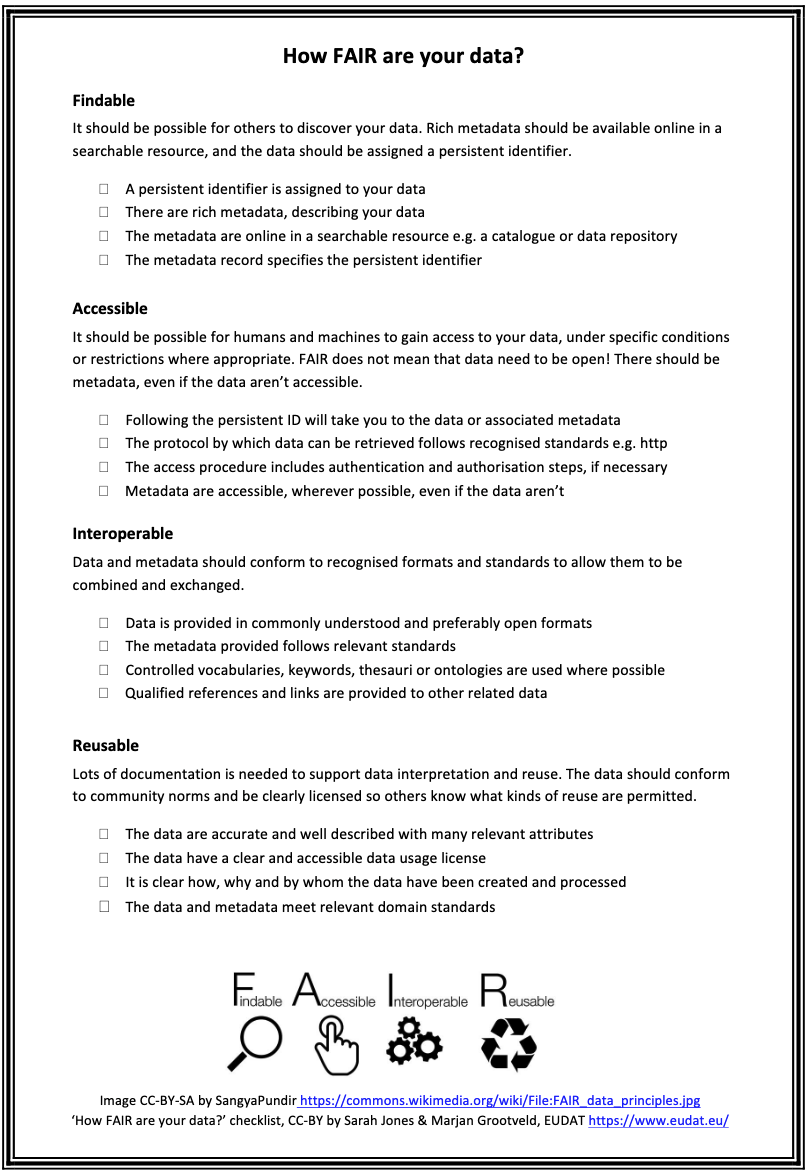 How FAIR are your data?
Findable
It should be possible for others to discover your data. Rich metadata should be available online in a
searchable resource, and the data should be assigned a persistent identifier.
☐ A persistent identifier is assigned to your data
☐ There are rich metadata, describing your data
☐ The metadata are online in a searchable resource e.g. a catalogue or data repository
☐ The metadata record specifies the persistent identifier
Accessible
It should be possible for humans and machines to gain access to your data, under specific conditions
or restrictions where appropriate. FAIR does not mean that data need to be open! There should be
metadata, even if the data aren’t accessible.
☐ Following the persistent ID will take you to the data or associated metadata
☐ The protocol by which data can be retrieved follows recognised standards e.g. http
☐ The access procedure includes authentication and authorisation steps, if necessary
☐ Metadata are accessible, wherever possible, even if the data aren’t
Interoperable
Data and metadata should conform to recognised formats and standards to allow them to be
combined and exchanged.
☐ Data is provided in commonly understood and preferably open formats
☐ The metadata provided follows relevant standards
☐ Controlled vocabularies, keywords, thesauri or ontologies are used where possible
☐ Qualified references and links are provided to other related data
Reusable
Lots of documentation is needed to support data interpretation and reuse. The data should conform
to community norms and be clearly licensed so others know what kinds of reuse are permitted.
☐ The data are accurate and well described with many relevant attributes
☐ The data have a clear and accessible data usage license
☐ It is clear how, why and by whom the data have been created and processed
☐ The data and metadata meet relevant domain standards
Findable Accessible Interoperable Reusable
Image CC-BY-SA by SangyaPundir https://commons.wikimedia.org/wiki/File:FAIR_data_principles.jpg
‘How FAIR are your data?’ checklist, CC-BY by Sarah Jones & Marjan Grootveld, EUDAT https://www.eudat.eu/